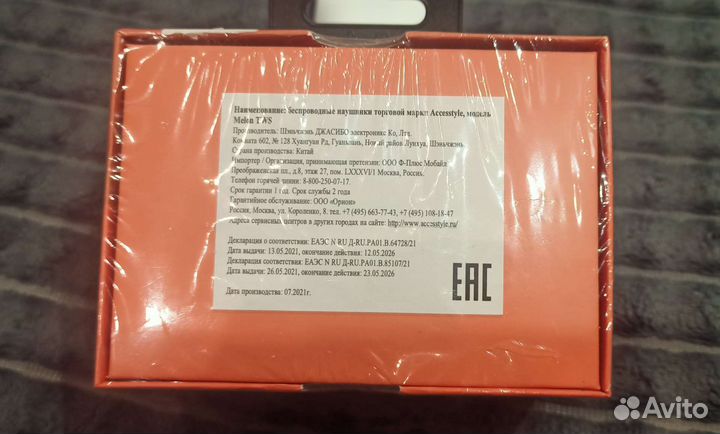 Наименование: беспроводные наушники торговой марки Accesstyle, модель
Melon TWS
Производитель: Шэньчжэнь ДЖАСИБО электроникс Ко, Лтд.
Комната 602, № 128 Хуангуан Рд, Гуаньлань, Новый район Лунхуа, Шэньчжэнь.
Страна производства: Китай
Импортер / Организация, принимающая претензии: ООО Ф-Плюс Мобайл
Преображенская пл., д.8, этаж 27, пом. LXXXVI/1 Москва, Россия.
Телефон горячей линии: 8-800-250-07-17.
Срок гарантии 1 год. Срок службы 2 года
Гарантийное обслуживание: ООО «Орион»
Россия, Москва, ул. Короленко, 8. тел. +7 (495) 663-77-43, +7 (495) 108-18-47
Адреса сервисных центров в других городах на сайте: http://www.accesstyle.ru/
Декларация о соответствии: ЕАЭС N RU Д-RU.РА01.В.64728/21
Дата выдачи: 13.05.2021, окончание действия: 12.05.2026
Декларация о соответствии: ЕАЭС N RU Д-RU.РА01.В.85107/21
Дата выдачи: 26.05.2021, окончание действия: 23.05.2026
EAC
Дата производства: 07.2021г.
Avito